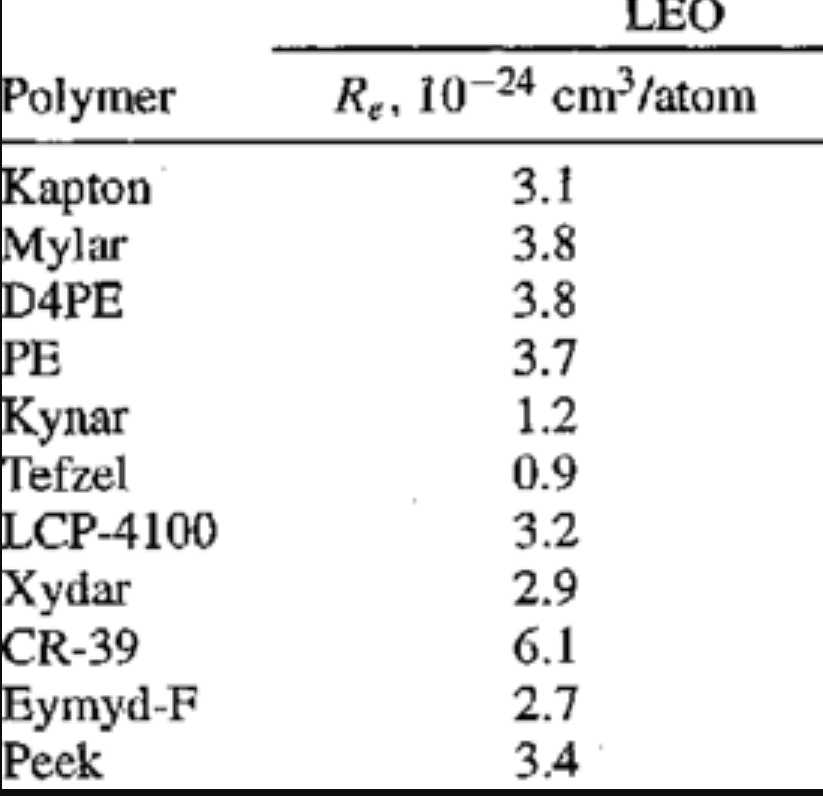 LEO
Polymer R_e, 10^−24 cm^3/atom
Kapton 3.1
Mylar 3.8
D4PE 3.8
PE 3.7
Kynar 1.2
Tefzel 0.9
LCP-4100 3.2
Xydar 2.9
CR-39 6.1
Eymyd-F 2.7
Peek 3.4